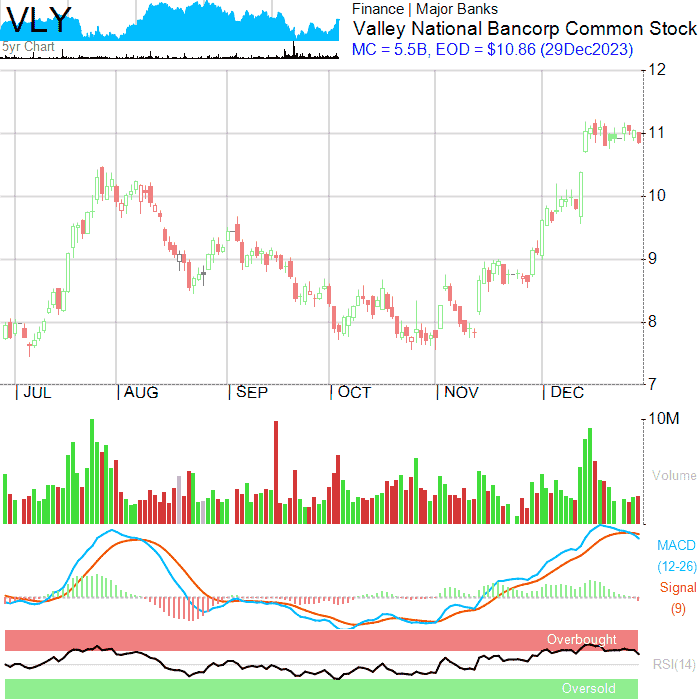 VLY
5yr Chart
Finance | Major Banks
Valley National Bancorp Common Stock
MC = 5.5B, EOD = $10.86 (29Dec2023)
12
11
10
9
8
7
JUL AUG SEP OCT NOV DEC
10M
Volume
MACD
(12-26)
Signal
(9)
Overbought
RSI(14)
Oversold